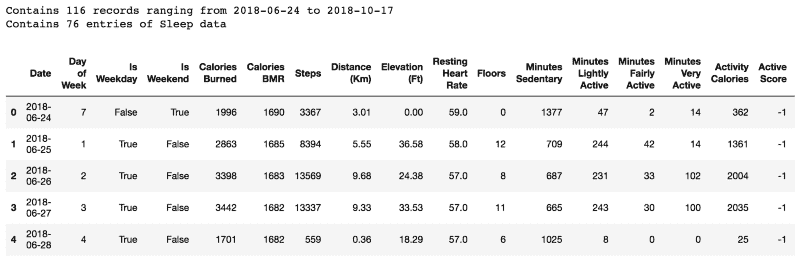 Contains 116 records ranging from 2018-06-24 to 2018-10-17
Contains 76 entries of Sleep data
Date Day of Week Is Weekday Is Weekend Calories Burned Calories BMR Steps Distance (Km) Elevation (Ft) Resting Heart Rate Floors Minutes Sedentary Minutes Lightly Active Minutes Fairly Active Minutes Very Active Activity Calories Active Score
0 2018-06-24 7 False True 1996 1690 3367 3.01 0.00 59.0 0 1377 47 2 14 362 -1
1 2018-06-25 1 True False 2863 1685 8394 5.55 36.58 58.0 12 709 244 42 14 1361 -1
2 2018-06-26 2 True False 3398 1683 13569 9.68 24.38 57.0 8 687 231 33 102 2004 -1
3 2018-06-27 3 True False 3442 1682 13337 9.33 33.53 57.0 11 665 243 30 100 2035 -1
4 2018-06-28 4 True False 1701 1682 559 0.36 18.29 57.0 6 1025 8 0 0 25 -1